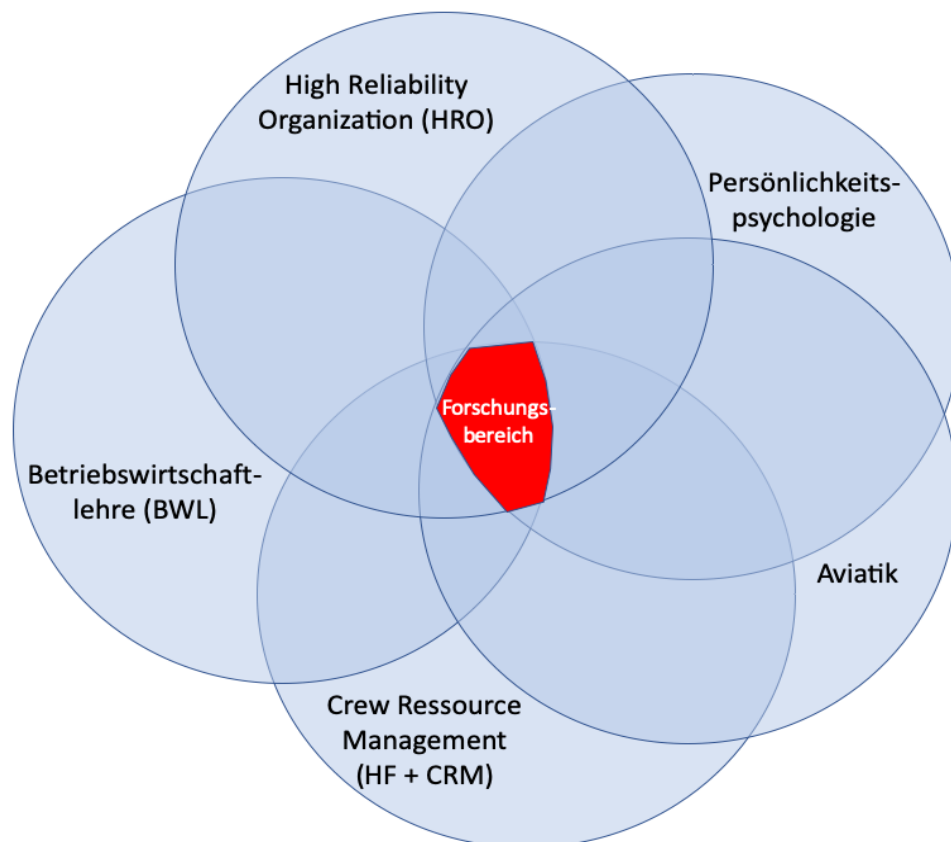 High Reliability
Organization (HRO)
Persönlichkeits-
psychologie
Forschungs-
bereich
Betriebswirtschaft-
lehre (BWL)
Aviatik
Crew Ressource
Management
(HF + CRM)